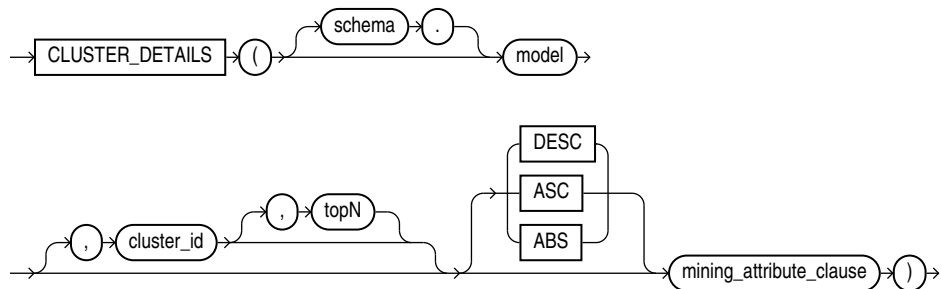 schema .
CLUSTER_DETAILS ( model
DESC
ASC
ABS
, topN
, cluster_id
mining_attribute_clause )